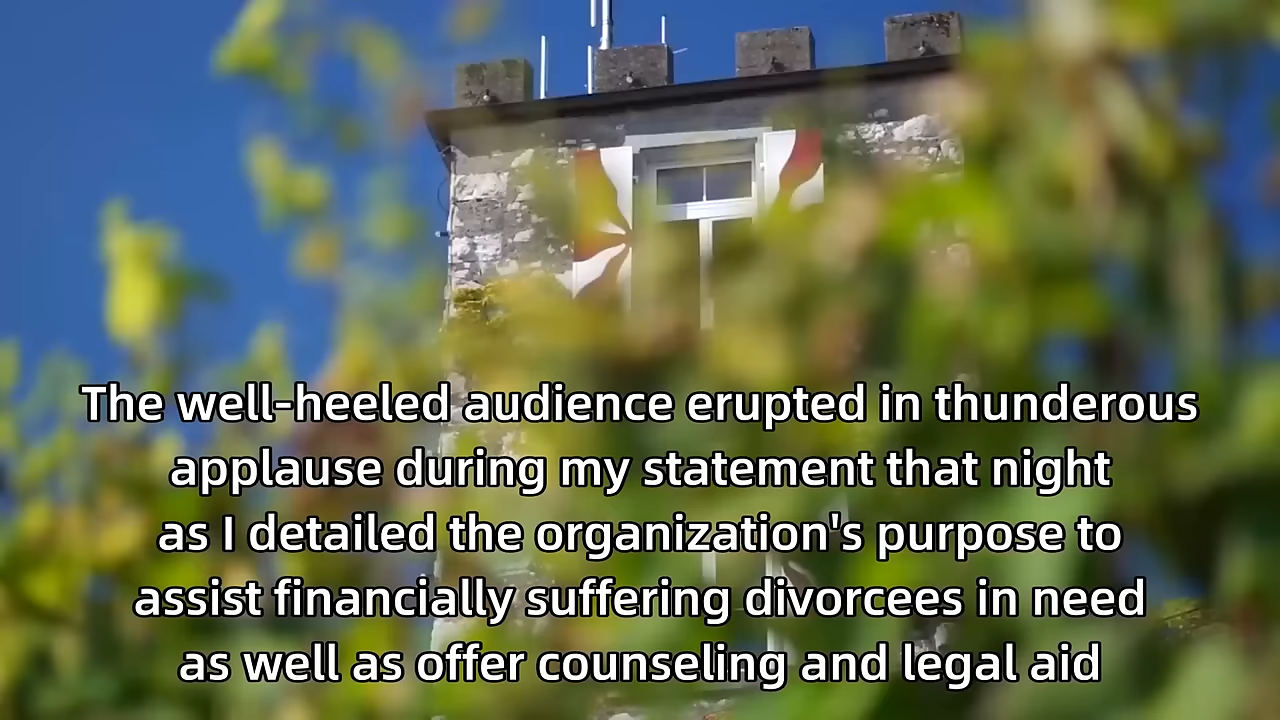 The well-heeled audience erupted in thunderous
applause during my statement that night
as I detailed the organization's purpose to
assist financially suffering divorcees in need
as well as offer counseling and legal aid